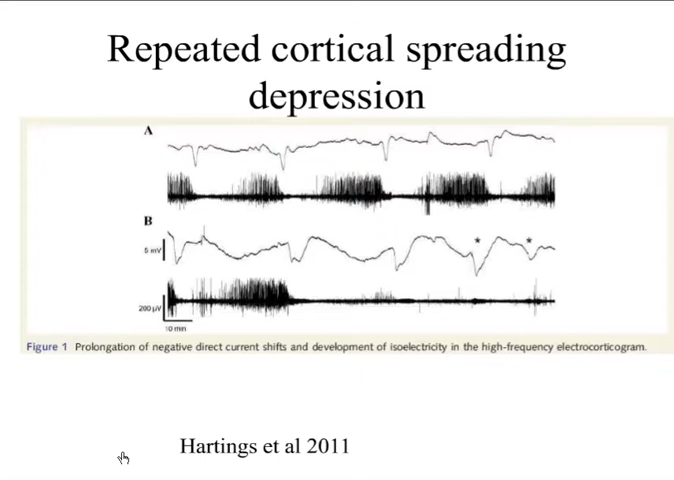 Repeated cortical spreading
depression
A
B
5 mV
*
*
200 µV
10 min
Figure 1 Prolongation of negative direct current shifts and development of isoelectricity in the high-frequency electrocorticogram.
Hartings et al 2011